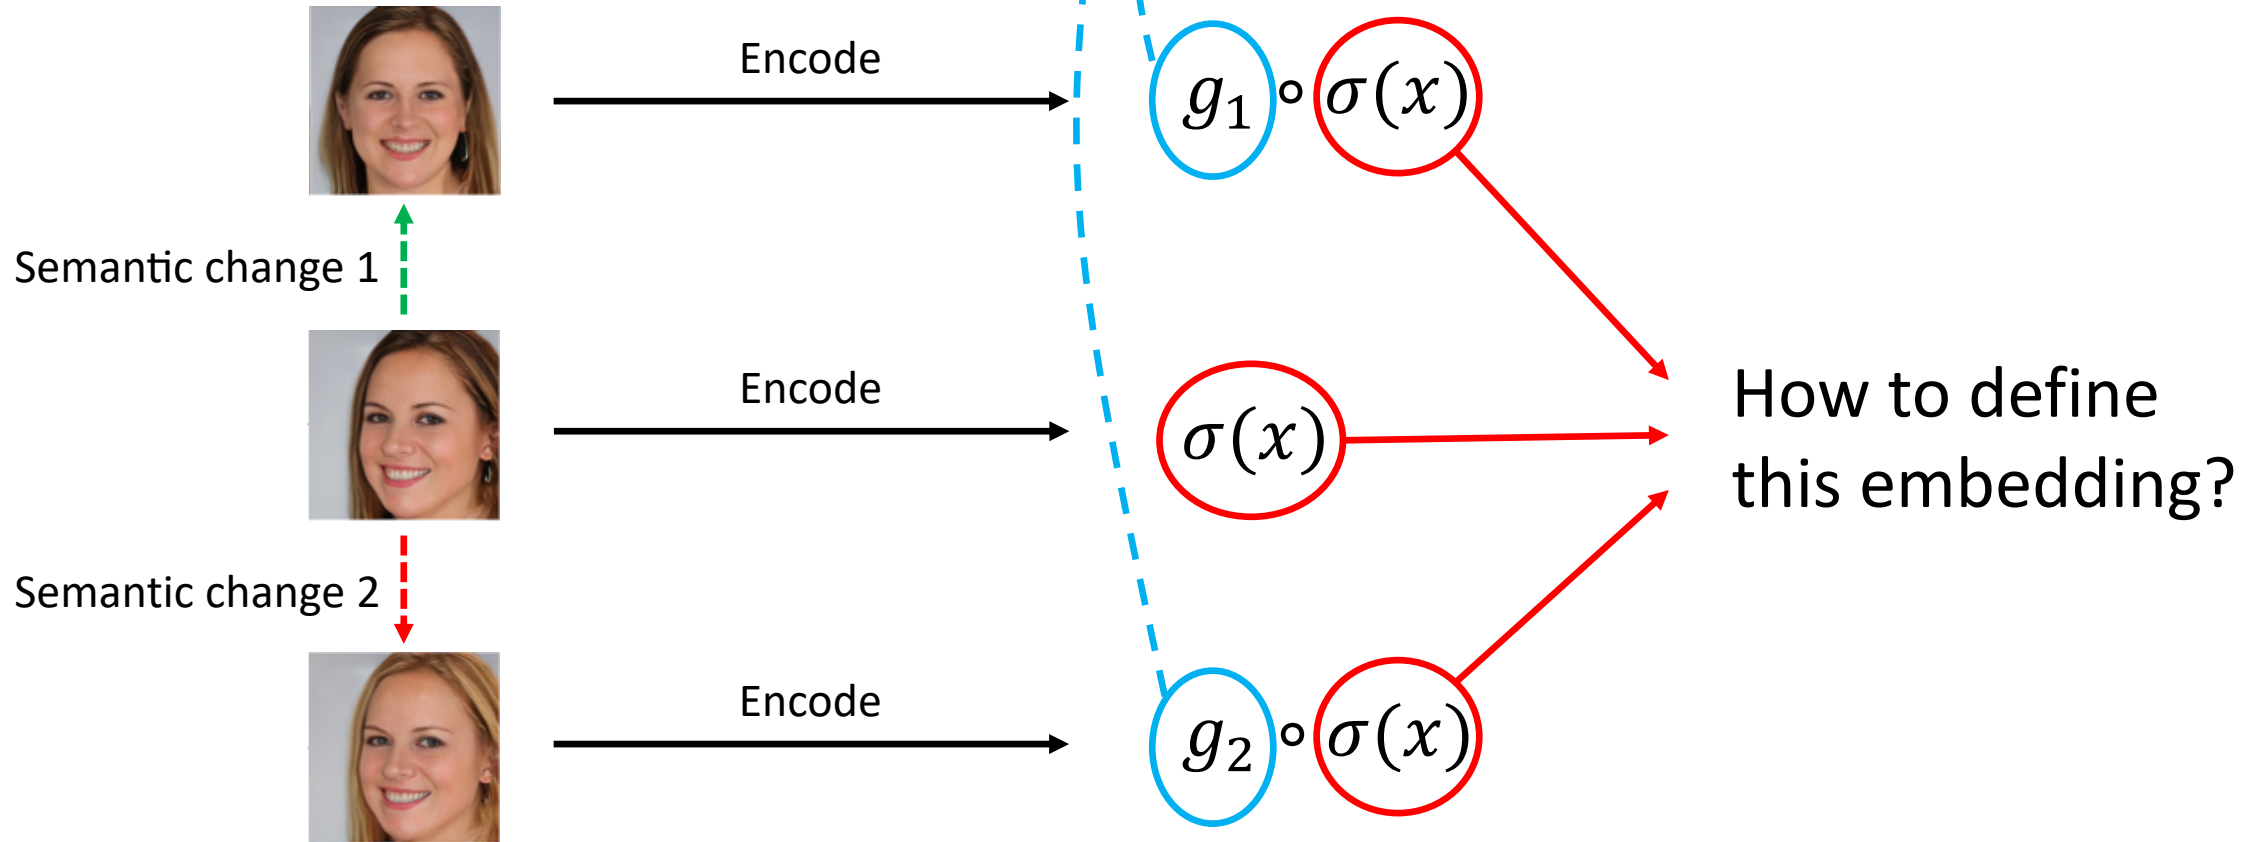 Encode
g₁ ∘ σ(x)
Semantic change 1
Encode
σ(x)
How to define
this embedding?
Semantic change 2
Encode
g₂ ∘ σ(x)